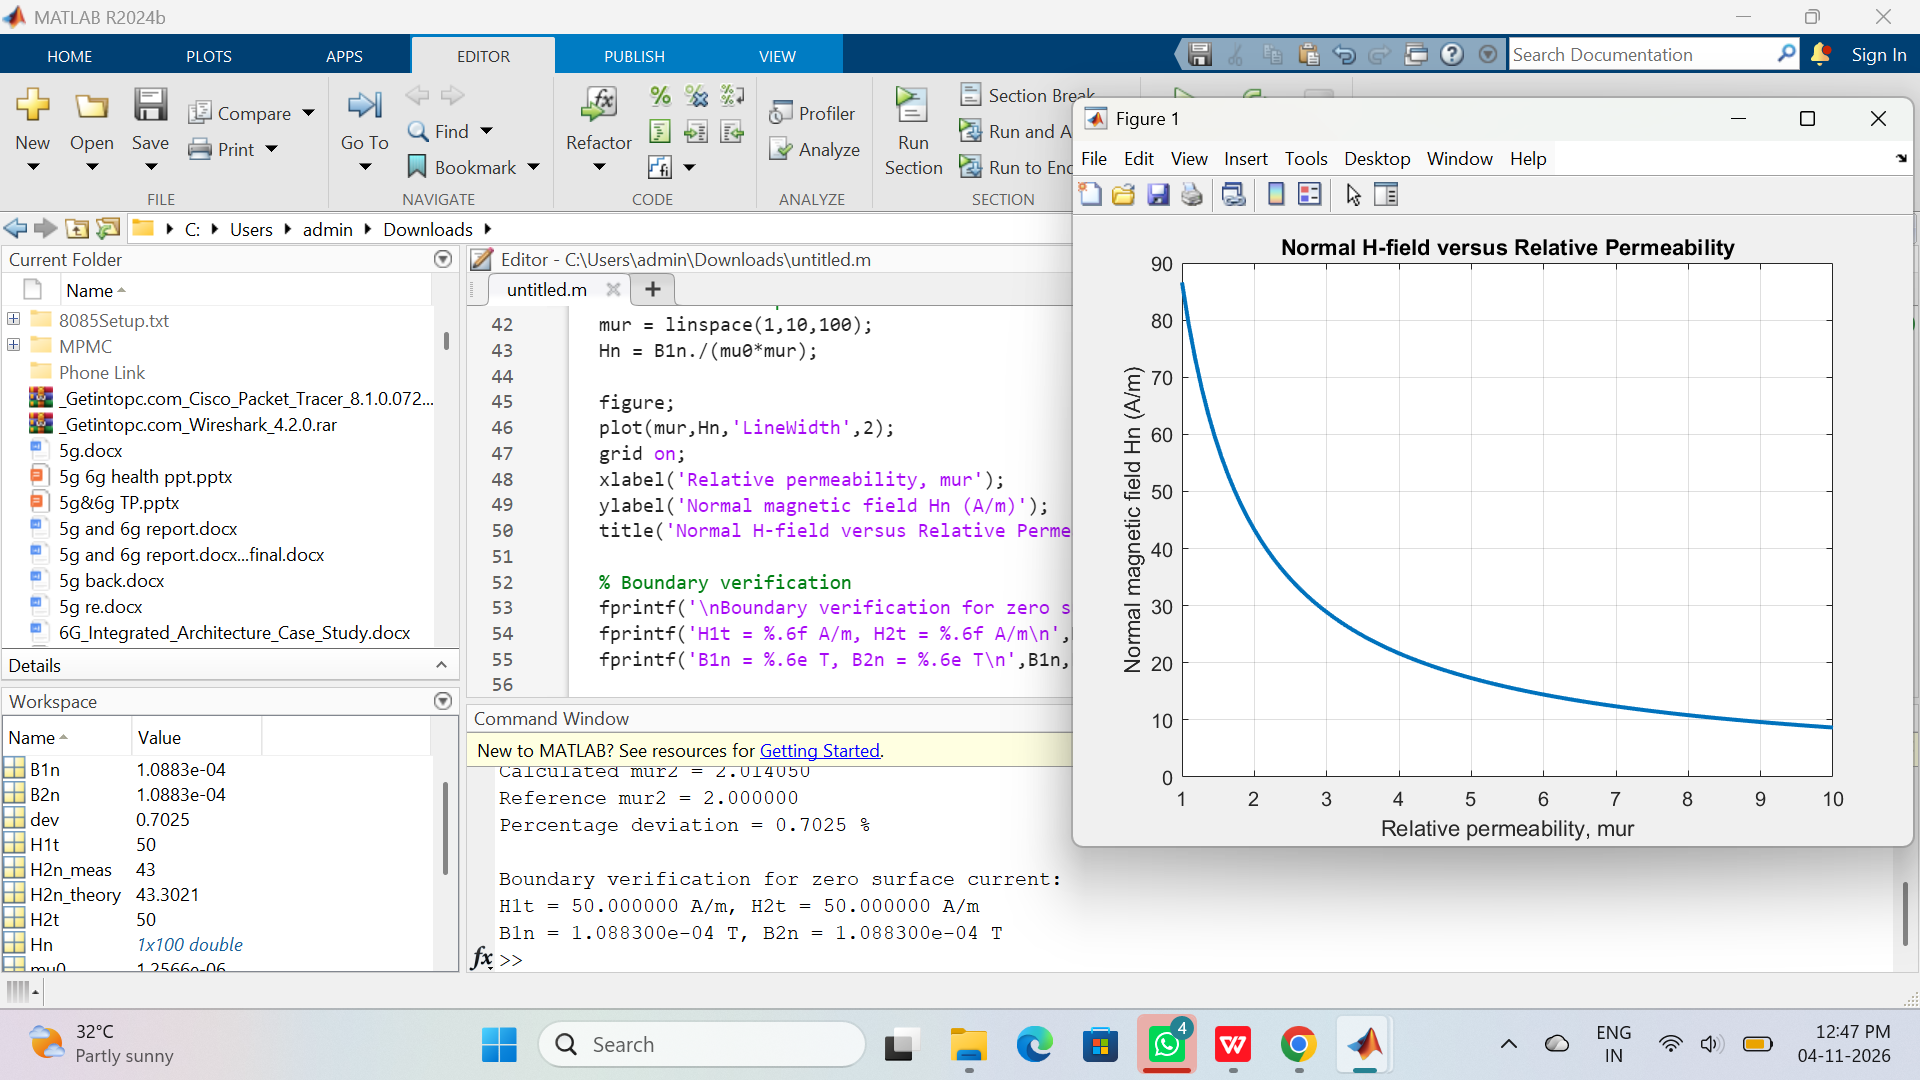 MATLAB R2024b
HOME PLOTS APPS EDITOR PUBLISH VIEW
Search Documentation
Sign In
New Open Save Compare Print
FILE
Go To Find Bookmark
NAVIGATE
Refactor
CODE
Profiler
Analyze
ANALYZE
Run Section
Section Break
Run and A
Run to End
SECTION
C: Users admin Downloads
Current Folder
Name
8085Setup.txt
MPMC
Phone Link
_Getintopc.com_Cisco_Packet_Tracer_8.1.0.072...
_Getintopc.com_Wireshark_4.2.0.rar
5g.docx
5g 6g health ppt.pptx
5g&6g TP.pptx
5g and 6g report.docx
5g and 6g report.docx...final.docx
5g back.docx
5g re.docx
6G_Integrated_Architecture_Case_Study.docx
Details
Workspace
Name Value
B1n 1.0883e-04
B2n 1.0883e-04
dev 0.7025
H1t 50
H2n_meas 43
H2n_theory 43.3021
H2t 50
Hn 1x100 double
mu0 1.2566e-06
Editor - C:\Users\admin\Downloads\untitled.m
untitled.m
42 mur = linspace(1,10,100);
43 Hn = B1n./(mu0*mur);
44
45 figure;
46 plot(mur,Hn,'LineWidth',2);
47 grid on;
48 xlabel('Relative permeability, mur');
49 ylabel('Normal magnetic field Hn (A/m)');
50 title('Normal H-field versus Relative Perme
51
52 % Boundary verification
53 fprintf('\nBoundary verification for zero s
54 fprintf('H1t = %.6f A/m, H2t = %.6f A/m\n',
55 fprintf('B1n = %.6e T, B2n = %.6e T\n',B1n,
56
Command Window
New to MATLAB? See resources for Getting Started.
Calculated mur2 = 2.014050
Reference mur2 = 2.000000
Percentage deviation = 0.7025 %
Boundary verification for zero surface current:
H1t = 50.000000 A/m, H2t = 50.000000 A/m
B1n = 1.088300e-04 T, B2n = 1.088300e-04 T
fx >>
Figure 1
File Edit View Insert Tools Desktop Window Help
Normal H-field versus Relative Permeability
Normal magnetic field Hn (A/m)
90
80
70
60
50
40
30
20
10
0
1 2 3 4 5 6 7 8 9 10
Relative permeability, mur
32°C
Partly sunny
Search
4
ENG
IN
12:47 PM
04-11-2026